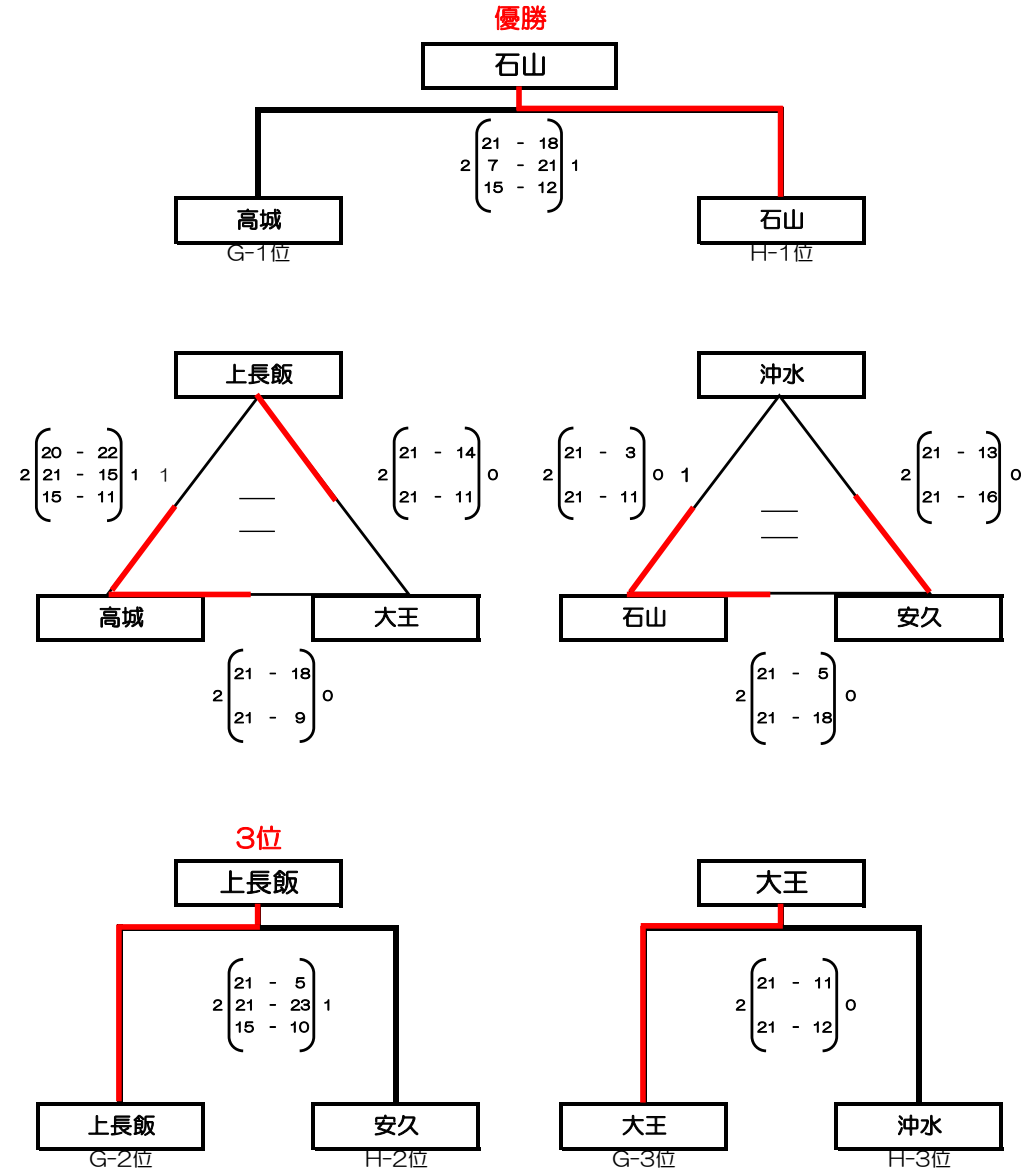 優勝
石山
21 - 18
2 7 - 21 1
15 - 12
高城 石山
G-1位 H-1位
上長飯 沖水
20 - 22
2 21 - 15 1 1
15 - 11
21 - 14
2 0
21 - 11
21 - 3
2 0 1
21 - 11
21 - 13
2 0
21 - 16
高城 大王 石山 安久
21 - 18
2 0
21 - 9
21 - 5
2 0
21 - 18
3位
上長飯 大王
21 - 5
2 21 - 23 1
15 - 10
21 - 11
2 0
21 - 12
上長飯 安久 大王 沖水
G-2位 H-2位 G-3位 H-3位